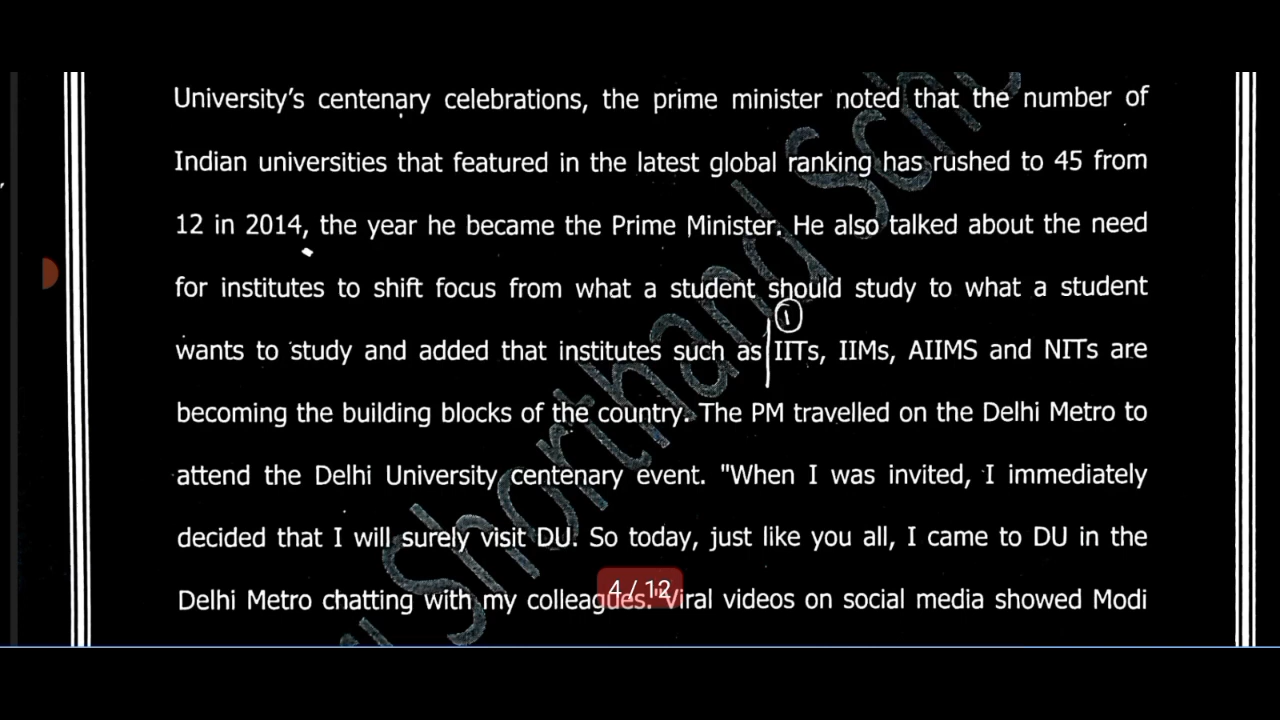 University's centenary celebrations, the prime minister noted that the number of
Indian universities that featured in the latest global ranking has rushed to 45 from
12 in 2014, the year he became the Prime Minister. He also talked about the need
for institutes to shift focus from what a student should study to what a student
1
wants to study and added that institutes such as IITs, IIMs, AIIMS and NITs are
becoming the building blocks of the country. The PM travelled on the Delhi Metro to
attend the Delhi University centenary event. "When I was invited, I immediately
decided that I will surely visit DU. So today, just like you all, I came to DU in the
Delhi Metro chatting with my colleagues." Viral videos on social media showed Modi
4 / 12
Shorthand